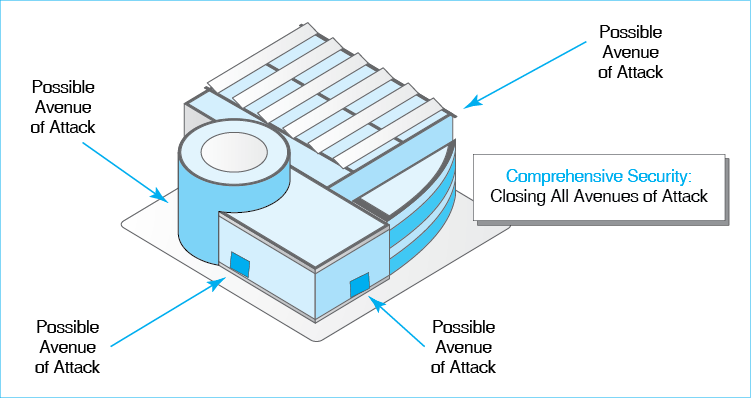 Possible
Avenue
of Attack
Possible
Avenue
of Attack
Comprehensive Security:
Closing All Avenues of Attack
Possible
Avenue
of Attack
Possible
Avenue
of Attack